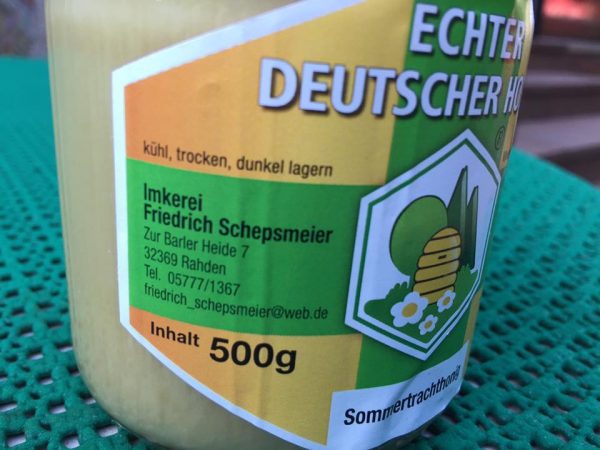 ECHTER
DEUTSCHER
kühl, trocken, dunkel lagern
Imkerei
Friedrich Schepsmeier
Zur Barler Heide 7
32369 Rahden
Tel. 05777/1367
friedrich_schepsmeier@web.de
Inhalt 500g
®
Sommertrachthonig